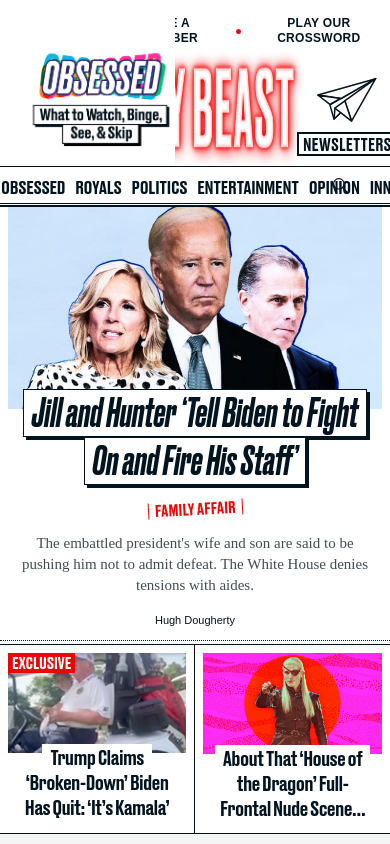 E A
BER
PLAY OUR
CROSSWORD
OBSESSED
What to Watch, Binge,
See, & Skip
Y BEAST
NEWSLETTERS
OBSESSED ROYALS POLITICS ENTERTAINMENT OPINION INN
Jill and Hunter ‘Tell Biden to Fight
On and Fire His Staff’
FAMILY AFFAIR
The embattled president's wife and son are said to be
pushing him not to admit defeat. The White House denies
tensions with aides.
Hugh Dougherty
EXCLUSIVE
Trump Claims
‘Broken-Down’ Biden
Has Quit: ‘It’s Kamala’
About That ‘House of
the Dragon’ Full-
Frontal Nude Scene...